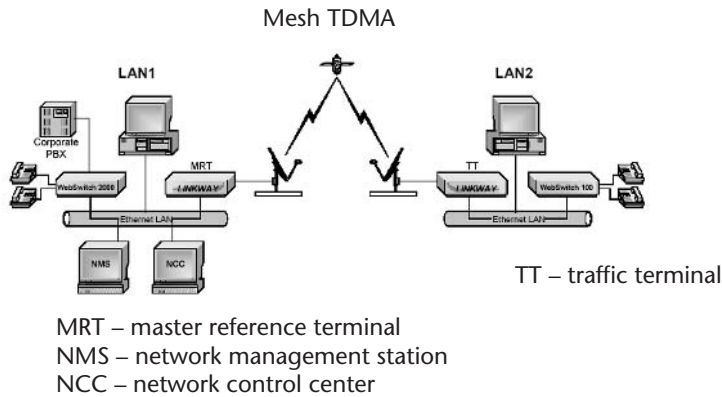 Mesh TDMA
LAN1
LAN2
Corporate
PBX
MRT
TT
WebSwitch 2000
LINKWAY
LINKWAY
WebSwitch 100
Ethernet LAN
Ethernet LAN
NMS
NCC
TT – traffic terminal
MRT – master reference terminal
NMS – network management station
NCC – network control center